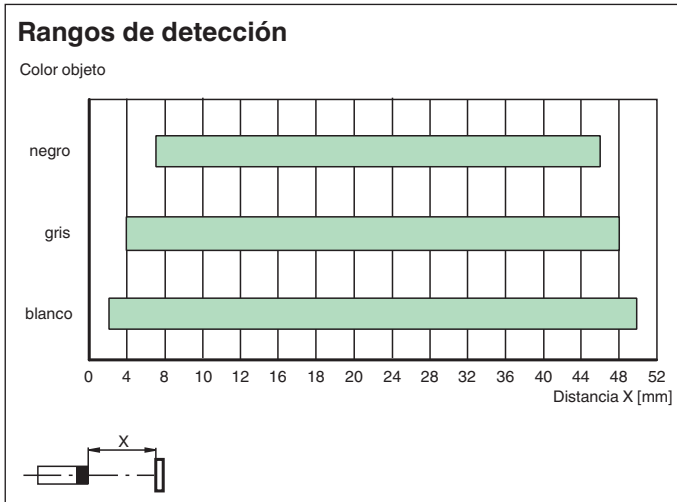 Rangos de detección
Color objeto
negro
gris
blanco
0 4 8 10 12 16 18 20 24 28 32 36 40 44 48 52
Distancia X [mm]
X